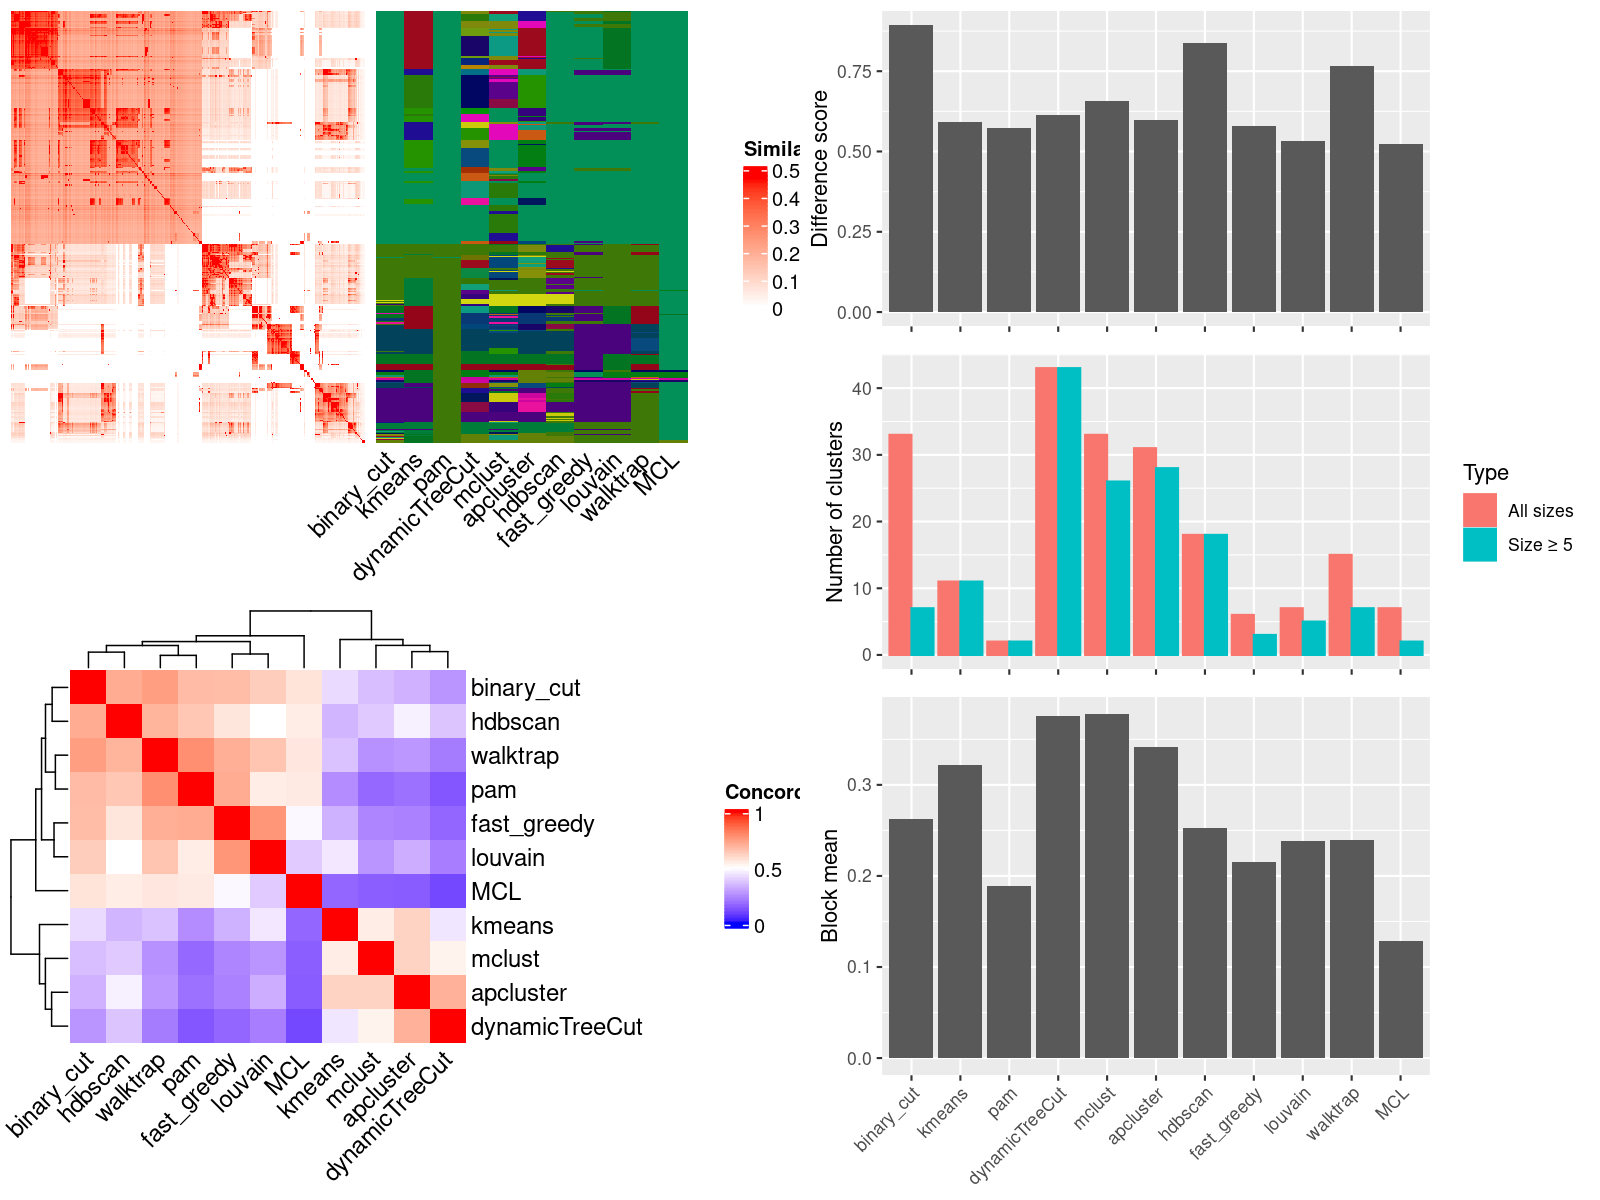 Simila
0.5
0.4
0.3
0.2
0.1
0
binary_cut
kmeans
pam
dynamicTreeCut
mclust
apcluster
hdbscan
fast_greedy
louvain
walktrap
MCL
binary_cut
hdbscan
walktrap
pam
fast_greedy
louvain
MCL
kmeans
mclust
apcluster
dynamicTreeCut
binary_cut
hdbscan
walktrap
pam
fast_greedy
louvain
MCL
kmeans
mclust
apcluster
dynamicTreeCut
Concord
1
0.5
0
Difference score
0.75
0.50
0.25
0.00
Number of clusters
40
30
20
10
0
Type
All sizes
Size ≥ 5
Block mean
0.3
0.2
0.1
0.0
binary_cut
kmeans
pam
dynamicTreeCut
mclust
apcluster
hdbscan
fast_greedy
louvain
walktrap
MCL